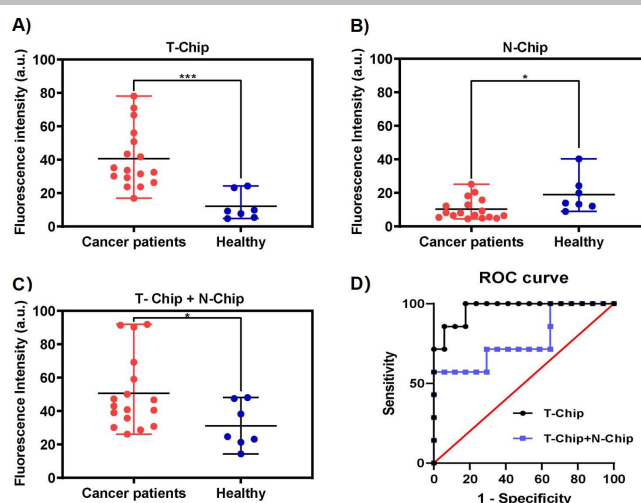 A)
T-Chip
Fluorescence intensity (a.u.)
100
80
60
40
20
0
***
Cancer patients
Healthy
B)
N-Chip
Fluorescence Intensity (a.u.)
100
80
60
40
20
0
*
Cancer patients
Healthy
C)
T- Chip + N-Chip
Fluorescence Intensity (a.u.)
100
80
60
40
20
0
*
Cancer patients
Healthy
D)
ROC curve
Sensitivity
100
50
0
T-Chip
T-Chip+N-Chip
0 20 40 60 80 100
1 - Specificity